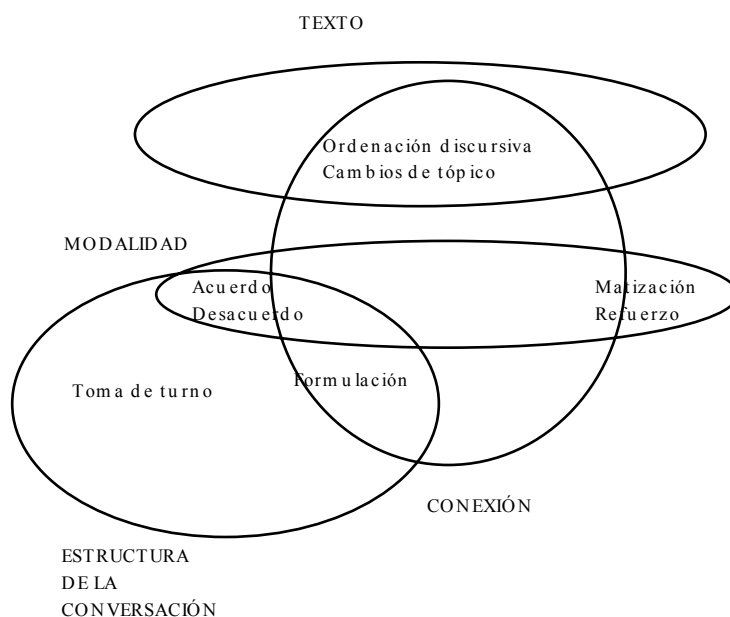 TEXTO
Ordenación discursiva
Cambios de tópico
MODALIDAD
Acuerdo
Desacuerdo
Matización
Refuerzo
Toma de turno
Formulación
CONEXIÓN
ESTRUCTURA
DE LA
CONVERSACIÓN